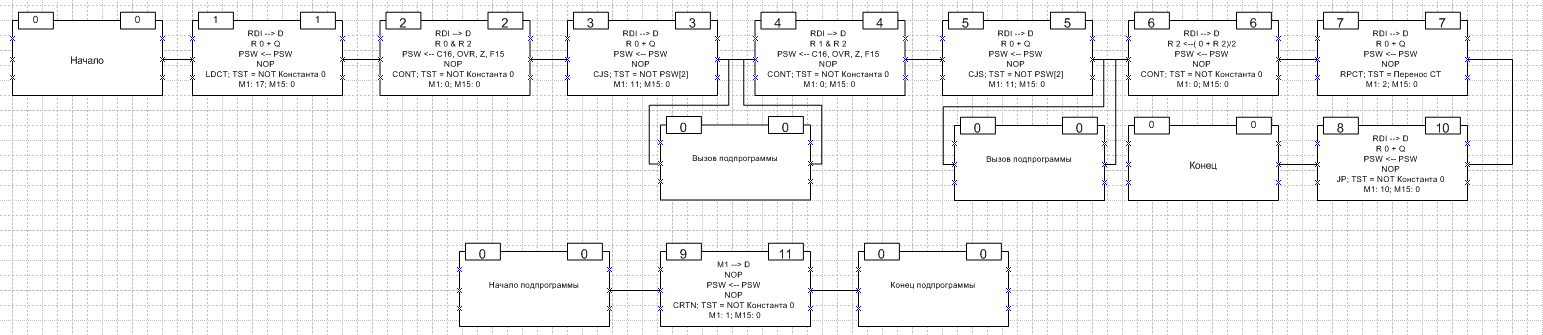 0 0
Начало
1 1
RDI --> D
R 0 + Q
PSW <-- PSW
NOP
LDCT; TST = NOT Константа 0
M1: 17; M15: 0
2 2
RDI --> D
R 0 & R 2
PSW <-- C16, OVR, Z, F15
NOP
CONT; TST = NOT Константа 0
M1: 0; M15: 0
3 3
RDI --> D
R 0 + Q
PSW <-- PSW
NOP
CJS; TST = NOT PSW[2]
M1: 11; M15: 0
4 4
RDI --> D
R 1 & R 2
PSW <-- C16, OVR, Z, F15
NOP
CONT; TST = NOT Константа 0
M1: 0; M15: 0
5 5
RDI --> D
R 0 + Q
PSW <-- PSW
NOP
CJS; TST = NOT PSW[2]
M1: 11; M15: 0
6 6
RDI --> D
R 2 <--( 0 + R 2)/2
PSW <-- PSW
NOP
CONT; TST = NOT Константа 0
M1: 0; M15: 0
7 7
RDI --> D
R 0 + Q
PSW <-- PSW
NOP
RPCT; TST = Перенос СТ
M1: 2; M15: 0
0 0
Вызов подпрограммы
0 0
Вызов подпрограммы
0 0
Конец
8 10
RDI --> D
R 0 + Q
PSW <-- PSW
NOP
JP; TST = NOT Константа 0
M1: 10; M15: 0
0 0
Начало подпрограммы
9 11
M1 --> D
NOP
PSW <-- PSW
NOP
CRTN; TST = NOT Константа 0
M1: 1; M15: 0
0 0
Конец подпрограммы